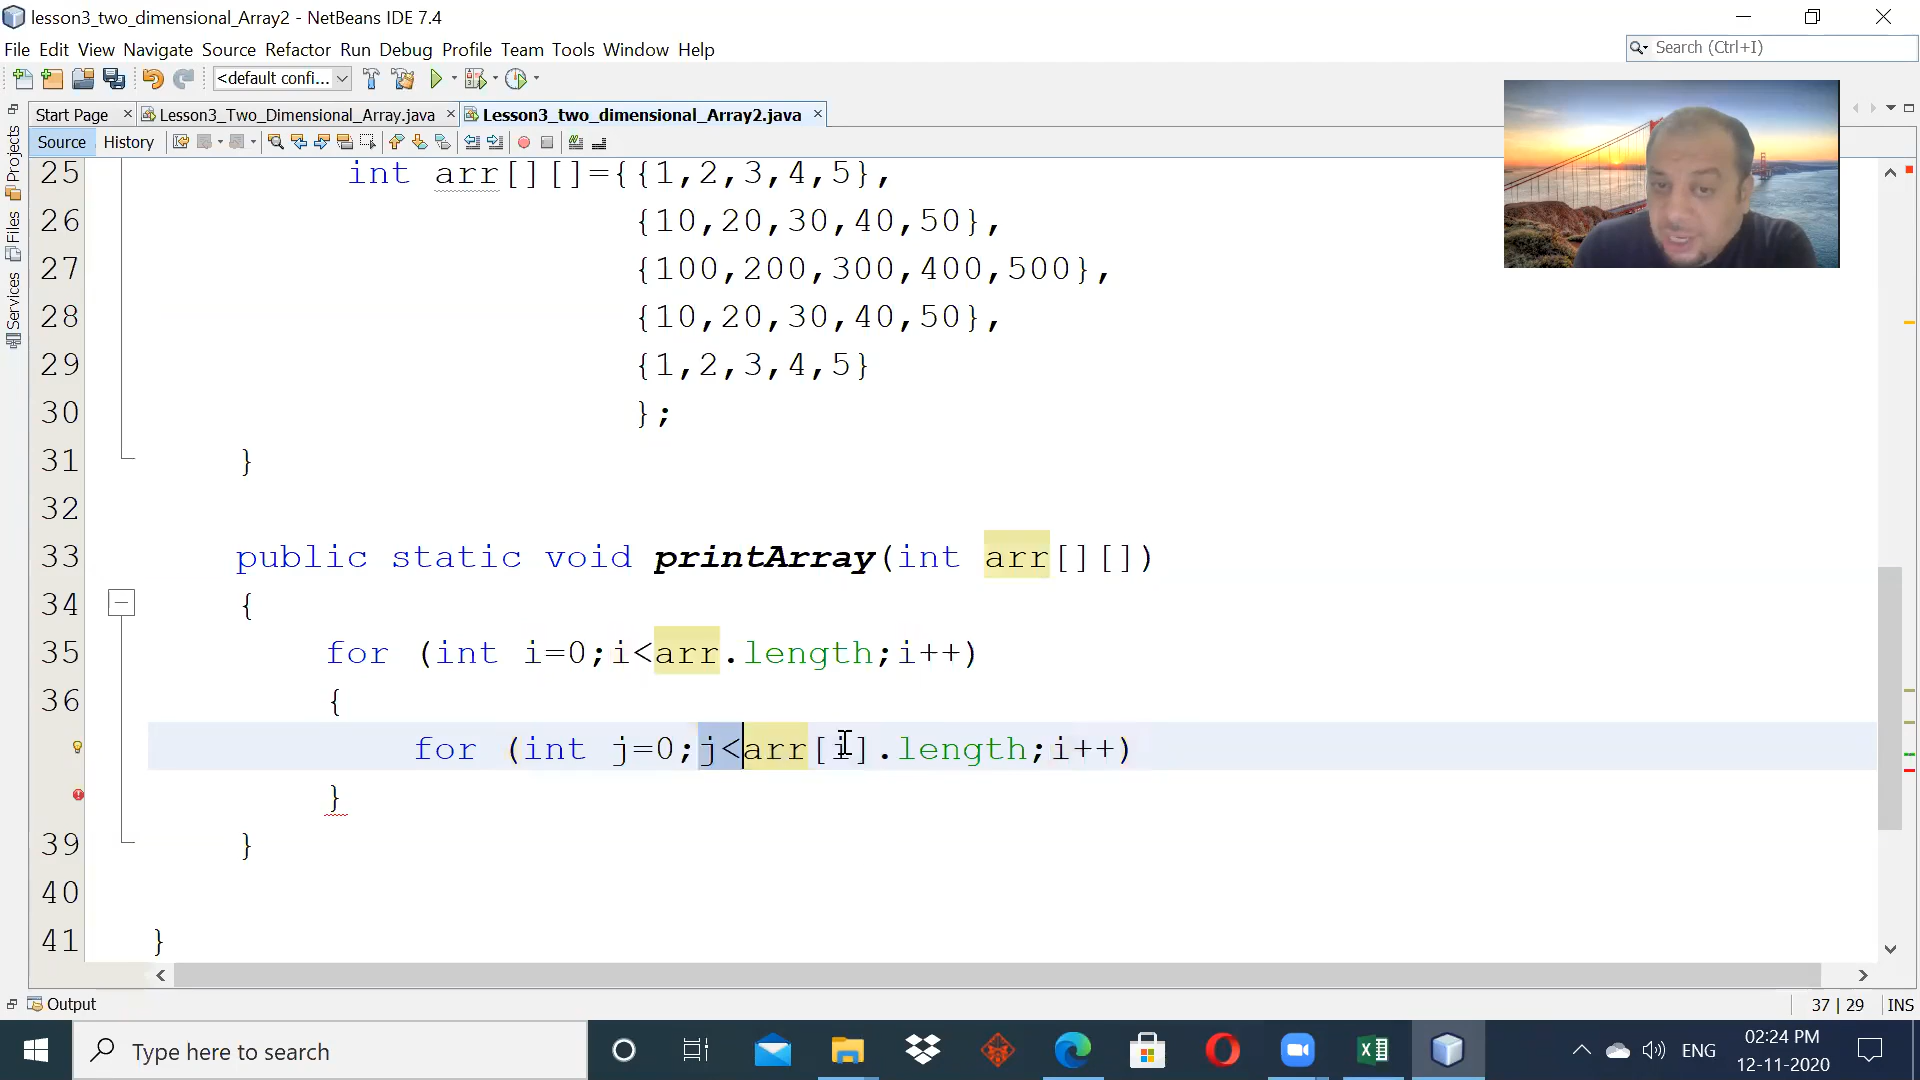 lesson3_two_dimensional_Array2 - NetBeans IDE 7.4
File Edit View Navigate Source Refactor Run Debug Profile Team Tools Window Help
Search (Ctrl+I)
<default confi...
Start Page
Lesson3_Two_Dimensional_Array.java
Lesson3_two_dimensional_Array2.java
Source History
Projects
Files
Services
25 int arr[][]={{1,2,3,4,5},
26 {10,20,30,40,50},
27 {100,200,300,400,500},
28 {10,20,30,40,50},
29 {1,2,3,4,5}
30 };
31 }
32
33 public static void printArray(int arr[][])
34 {
35 for (int i=0;i<arr.length;i++)
36 {
for (int j=0;j<arr[i].length;i++)
}
39 }
40
41 }
Output
37 | 29 INS
Type here to search
ENG
02:24 PM
12-11-2020